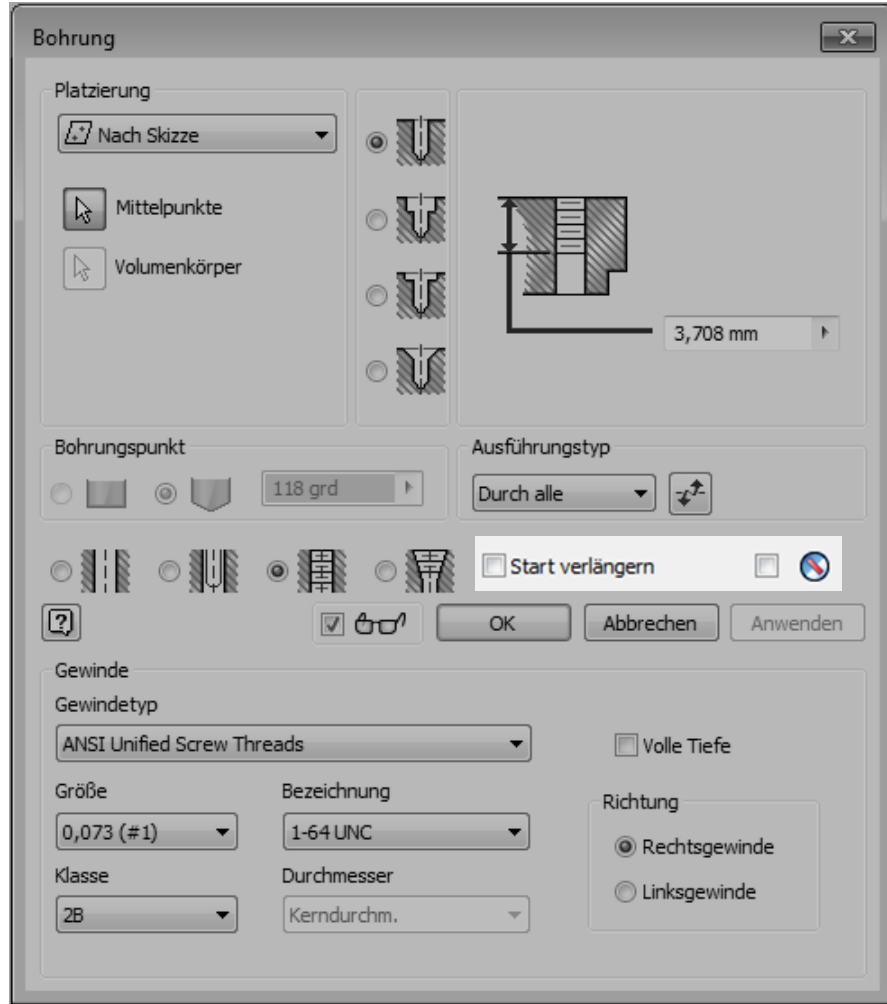 Bohrung
Platzierung
Nach Skizze
Mittelpunkte
Volumenkörper
3,708 mm
Bohrungspunkt
118 grd
Ausführungstyp
Durch alle
Start verlängern
OK
Abbrechen
Anwenden
Gewinde
Gewindetyp
ANSI Unified Screw Threads
Volle Tiefe
Größe
Bezeichnung
0,073 (#1)
1-64 UNC
Richtung
Rechtsgewinde
Klasse
Durchmesser
Linksgewinde
2B
Kerndurchm.